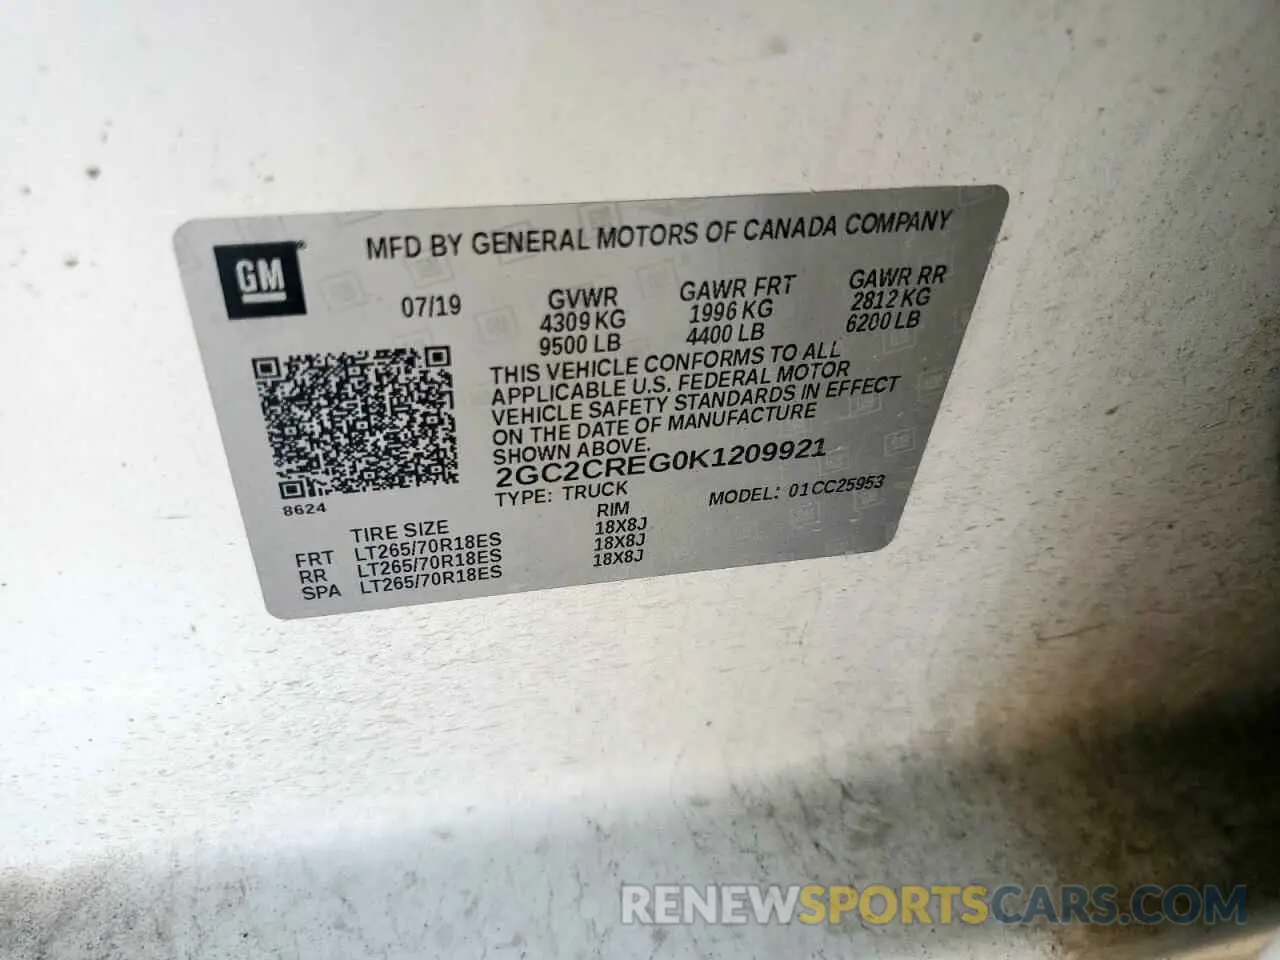 GM
MFD BY GENERAL MOTORS OF CANADA COMPANY
07/19 GVWR GAWR FRT GAWR RR
4309 KG 1996 KG 2812 KG
9500 LB 4400 LB 6200 LB
THIS VEHICLE CONFORMS TO ALL
APPLICABLE U.S. FEDERAL MOTOR
VEHICLE SAFETY STANDARDS IN EFFECT
ON THE DATE OF MANUFACTURE
SHOWN ABOVE.
2GC2CREG0K1209921
TYPE: TRUCK MODEL: 01CC25953
8624
TIRE SIZE RIM
FRT LT265/70R18ES 18X8J
RR LT265/70R18ES 18X8J
SPA LT265/70R18ES 18X8J
RENEWSPORTSCARS.COM